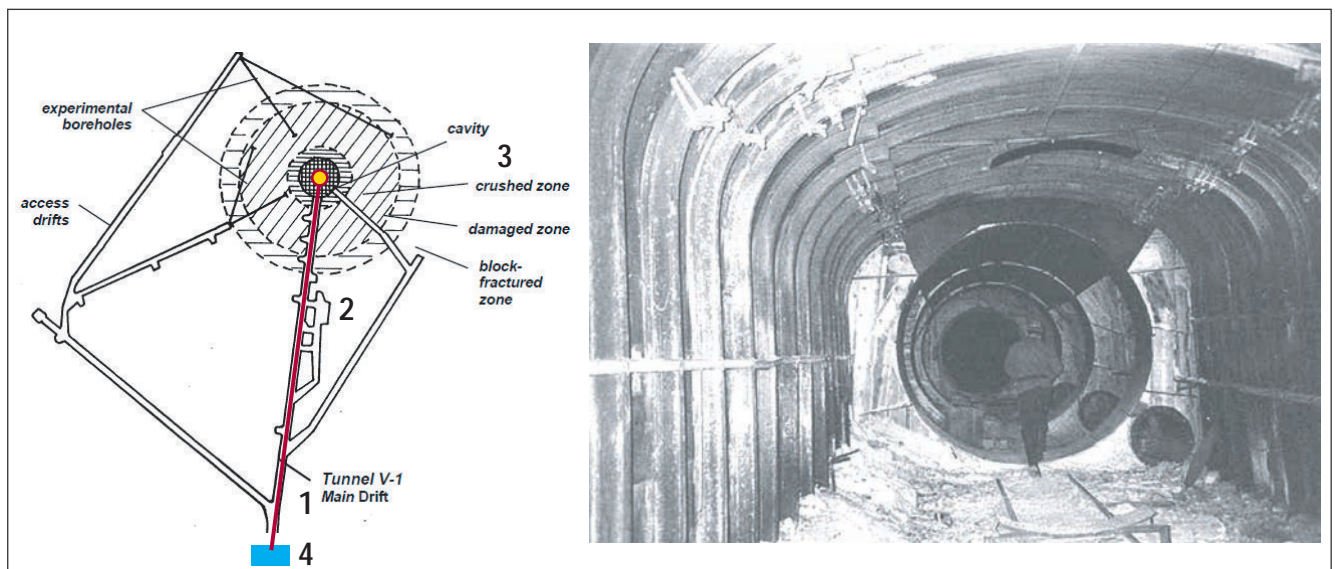 experimental
boreholes
cavity
3
crushed zone
access
drifts
damaged zone
block-
fractured
zone
2
Tunnel V-1
Main Drift
1
4